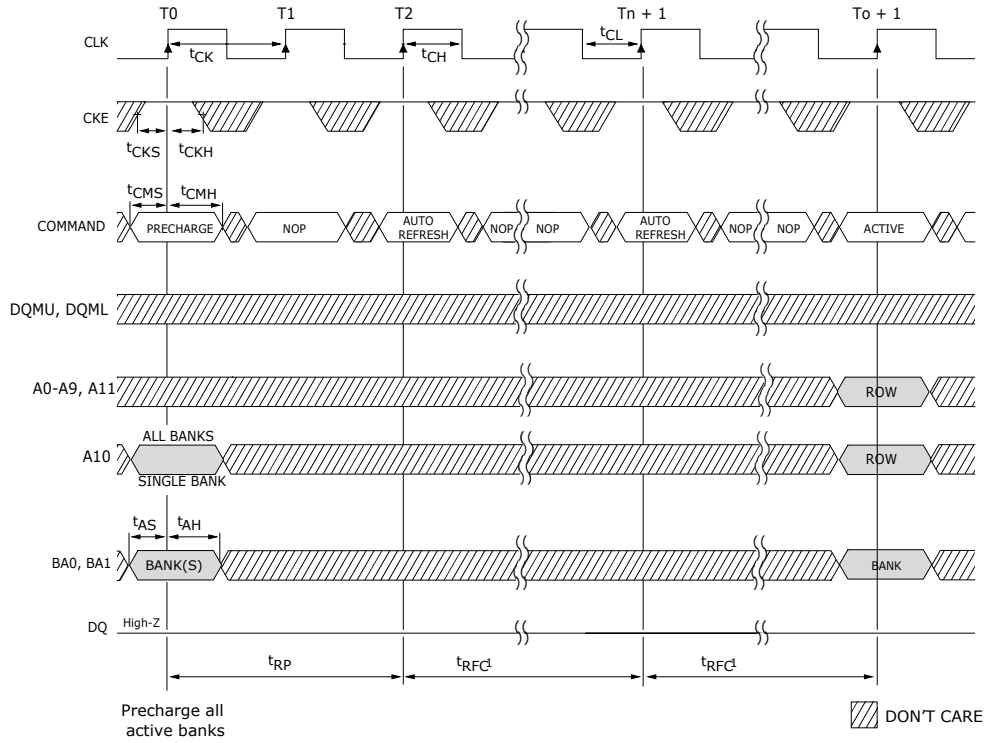 T0 T1 T2 Tn + 1 To + 1
CLK
tCK tCH tCL
CKE
tCKS tCKH
tCMS tCMH
COMMAND PRECHARGE NOP AUTO REFRESH NOP NOP AUTO REFRESH NOP NOP ACTIVE
DQMU, DQML
A0-A9, A11 ROW
ALL BANKS
A10 ROW
SINGLE BANK
tAS tAH
BA0, BA1 BANK(S) BANK
DQ High-Z
tRP tRFC1 tRFC1
Precharge all
active banks
DON'T CARE